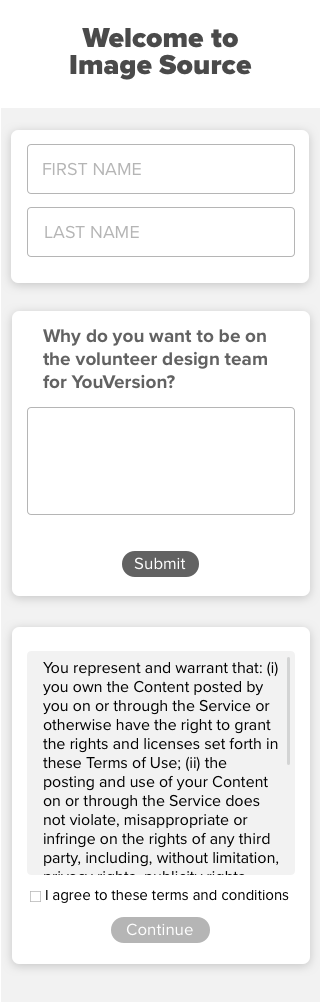 Welcome to
Image Source
FIRST NAME
LAST NAME
Why do you want to be on
the volunteer design team
for YouVersion?
Submit
You represent and warrant that: (i)
you own the Content posted by
you on or through the Service or
otherwise have the right to grant
the rights and licenses set forth in
these Terms of Use; (ii) the
posting and use of your Content
on or through the Service does
not violate, misappropriate or
infringe on the rights of any third
party, including, without limitation,
privacy rights, publicity rights,
I agree to these terms and conditions
Continue